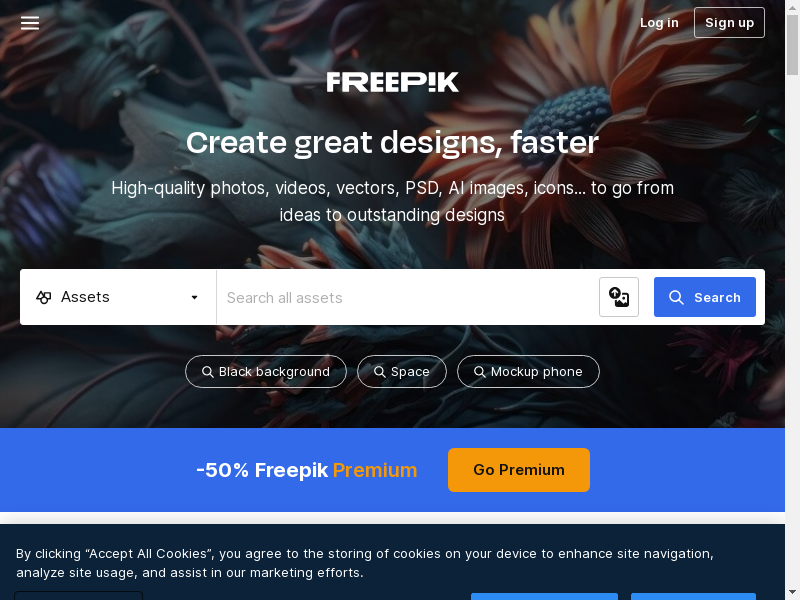 Log in
Sign up
FREEPIK
Create great designs, faster
High-quality photos, videos, vectors, PSD, AI images, icons... to go from
ideas to outstanding designs
Assets
Search all assets
Search
Black background
Space
Mockup phone
-50% Freepik Premium
Go Premium
By clicking “Accept All Cookies”, you agree to the storing of cookies on your device to enhance site navigation,
analyze site usage, and assist in our marketing efforts.